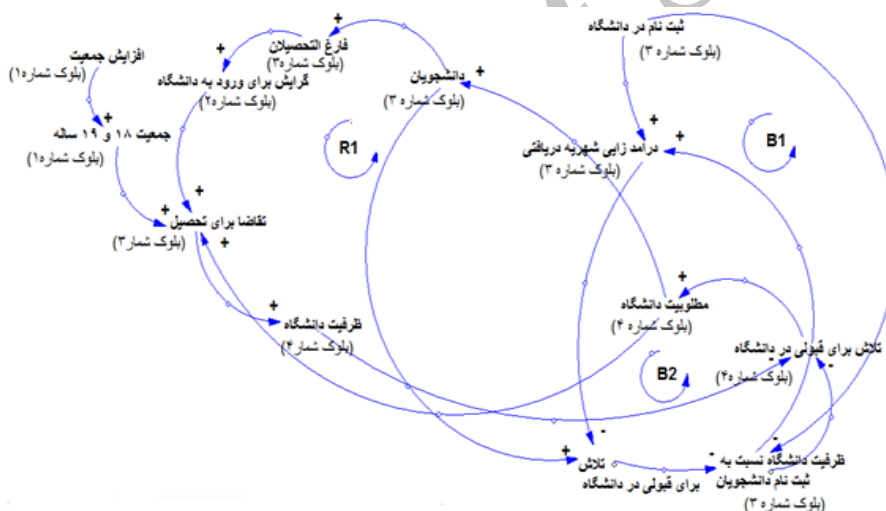 ثبت نام در دانشگاه
(بلوک شماره ۳)
+
فارغ التحصیلان
(بلوک شماره۳)
+
گرایش برای ورود به دانشگاه
(بلوک شماره۲)
افزایش جمعیت
(بلوک شماره۱)
+
دانشجویان
(بلوک شماره ۳)
+
جمعیت ۱۸ و ۱۹ ساله
(بلوک شماره۱)
R1
B1
+
+
درامد زایی شهریه دریافتی
(بلوک شماره ۳)
+
+
تقاضا برای تحصیل
(بلوک شمار۳)
+
+
مطلوبیت دانشگاه
(بلوک شماره ۴)
+
ظرفیت دانشگاه
(بلوک شمار۴)
تلاش برای قبولی در دانشگاه
(بلوک شماره۴)
-
-
B2
-
+
تلاش
برای قبولی در دانشگاه
-
-
ظرفیت دانشگاه نسبت به
ثبت نام دانشجویان
(بلوک شماره ۳)